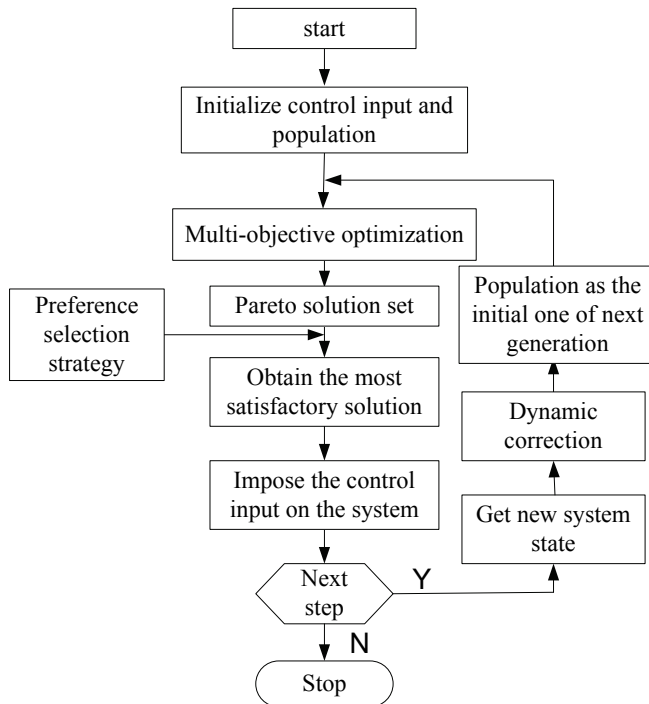 start
Initialize control input and
population
Multi-objective optimization
Pareto solution set
Preference
selection
strategy
Obtain the most
satisfactory solution
Impose the control
input on the system
Next
step
Y
N
Stop
Population as the
initial one of next
generation
Dynamic
correction
Get new system
state